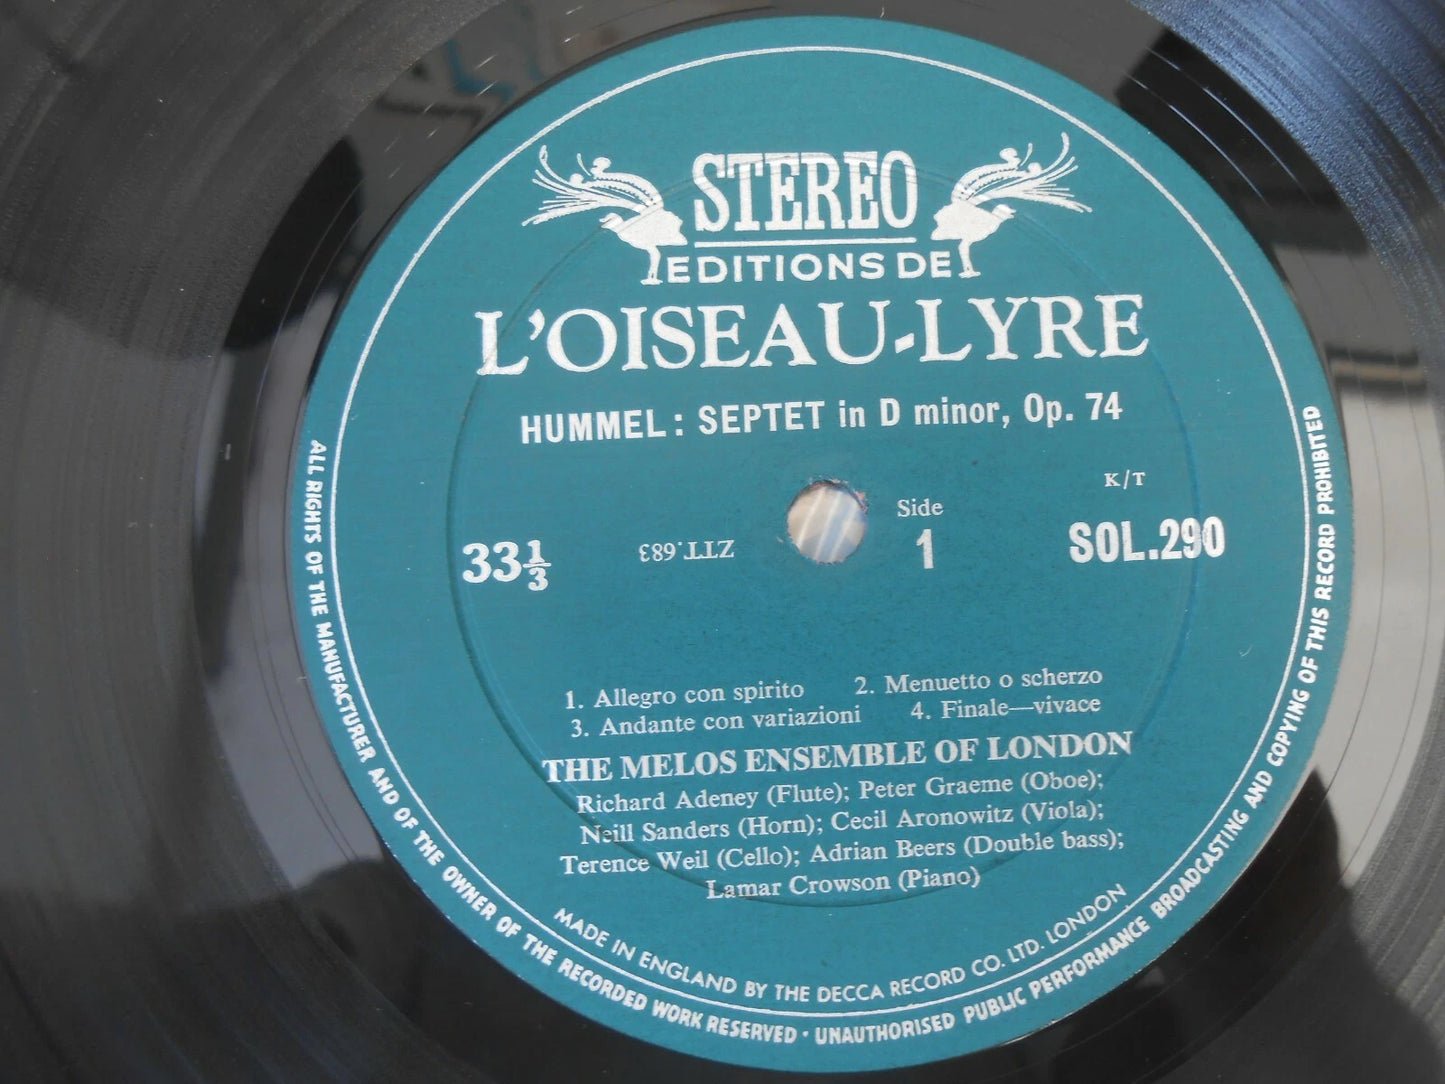 STEREO
EDITIONS DE
L'OISEAU-LYRE
HUMMEL: SEPTET in D minor, Op. 74
K/T
33⅓
ZTT.683
Side
1
SOL.290
1. Allegro con spirito 2. Menuetto o scherzo
3. Andante con variazioni 4. Finale—vivace
THE MELOS ENSEMBLE OF LONDON
Richard Adeney (Flute); Peter Graeme (Oboe);
Neill Sanders (Horn); Cecil Aronowitz (Viola);
Terence Weil (Cello); Adrian Beers (Double bass);
Lamar Crowson (Piano)
MADE IN ENGLAND BY THE DECCA RECORD CO. LTD. LONDON
ALL RIGHTS OF THE MANUFACTURER AND OF THE OWNER OF THE RECORDED WORK RESERVED · UNAUTHORISED PUBLIC PERFORMANCE BROADCASTING AND COPYING OF THIS RECORD PROHIBITED